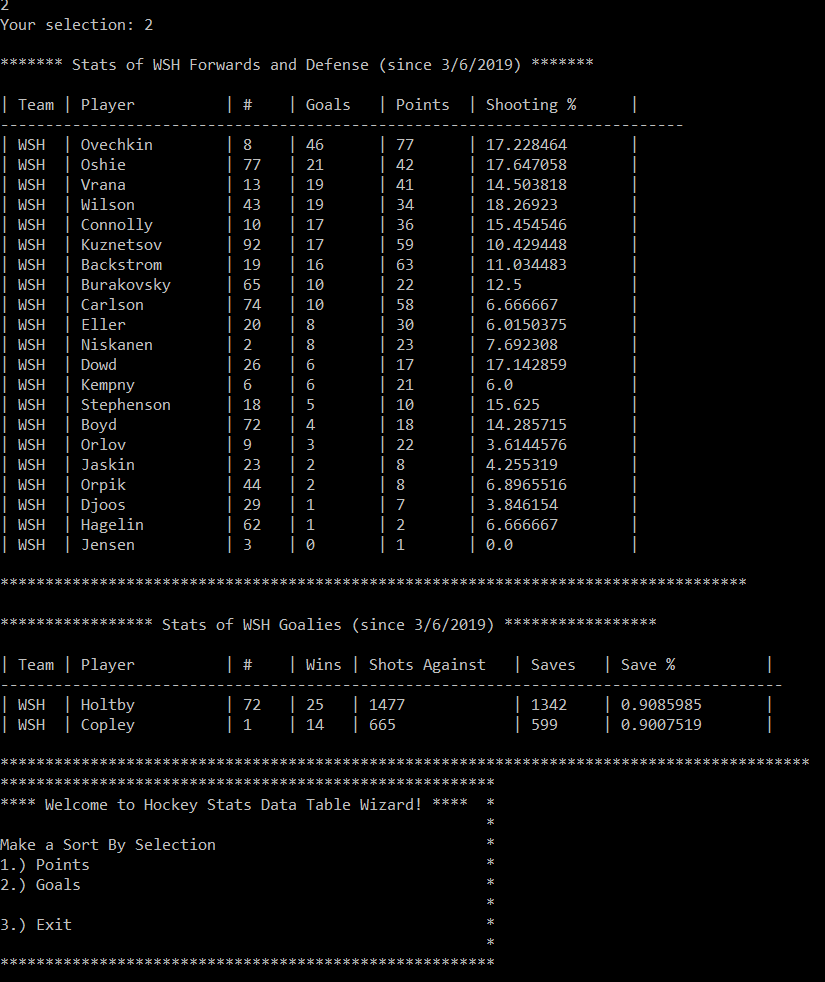 2
Your selection: 2
******* Stats of WSH Forwards and Defense (since 3/6/2019) *******
| Team | Player | # | Goals | Points | Shooting % |
----------------------------------------------------------------------------
| WSH | Ovechkin | 8 | 46 | 77 | 17.228464 |
| WSH | Oshie | 77 | 21 | 42 | 17.647058 |
| WSH | Vrana | 13 | 19 | 41 | 14.503818 |
| WSH | Wilson | 43 | 19 | 34 | 18.26923 |
| WSH | Connolly | 10 | 17 | 36 | 15.454546 |
| WSH | Kuznetsov | 92 | 17 | 59 | 10.429448 |
| WSH | Backstrom | 19 | 16 | 63 | 11.034483 |
| WSH | Burakovsky | 65 | 10 | 22 | 12.5 |
| WSH | Carlson | 74 | 10 | 58 | 6.666667 |
| WSH | Eller | 20 | 8 | 30 | 6.0150375 |
| WSH | Niskanen | 2 | 8 | 23 | 7.692308 |
| WSH | Dowd | 26 | 6 | 17 | 17.142859 |
| WSH | Kempny | 6 | 6 | 21 | 6.0 |
| WSH | Stephenson | 18 | 5 | 10 | 15.625 |
| WSH | Boyd | 72 | 4 | 18 | 14.285715 |
| WSH | Orlov | 9 | 3 | 22 | 3.6144576 |
| WSH | Jaskin | 23 | 2 | 8 | 4.255319 |
| WSH | Orpik | 44 | 2 | 8 | 6.8965516 |
| WSH | Djoos | 29 | 1 | 7 | 3.846154 |
| WSH | Hagelin | 62 | 1 | 2 | 6.666667 |
| WSH | Jensen | 3 | 0 | 1 | 0.0 |
***********************************************************************************
***************** Stats of WSH Goalies (since 3/6/2019) *****************
| Team | Player | # | Wins | Shots Against | Saves | Save % |
---------------------------------------------------------------------------------------
| WSH | Holtby | 72 | 25 | 1477 | 1342 | 0.9085985 |
| WSH | Copley | 1 | 14 | 665 | 599 | 0.9007519 |
******************************************************************************************
*******************************************************
**** Welcome to Hockey Stats Data Table Wizard! **** *
*
Make a Sort By Selection *
1.) Points *
2.) Goals *
*
3.) Exit *
*
*******************************************************